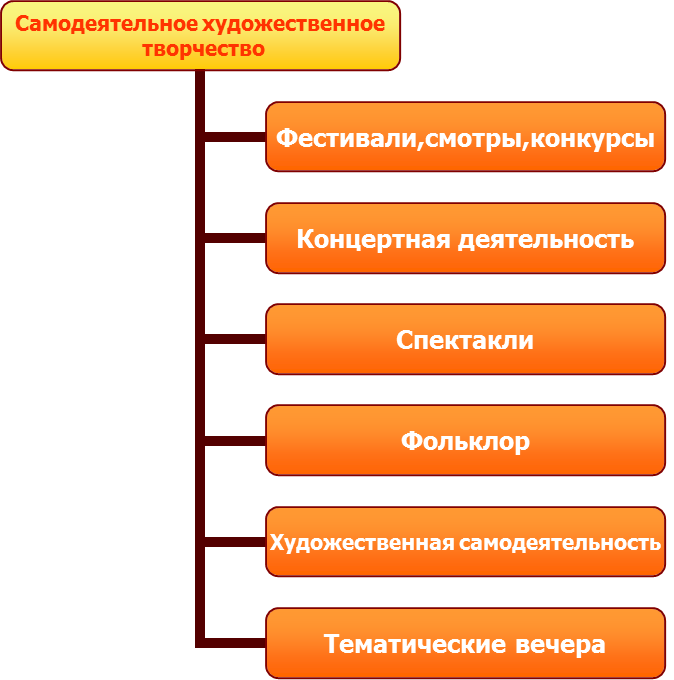 Самодеятельное художественное
творчество
Фестивали,смотры,конкурсы
Концертная деятельность
Спектакли
Фольклор
Художественная самодеятельность
Тематические вечера